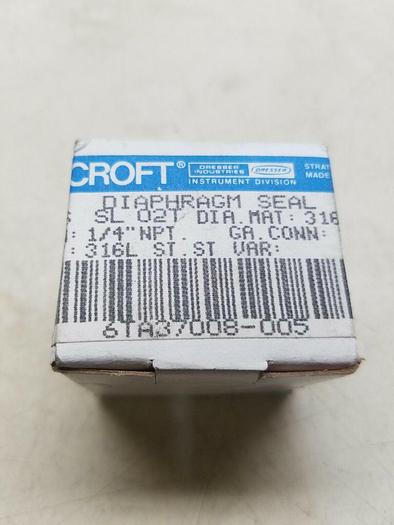 CROFT®
DRESSER INDUSTRIES DRESSER
INSTRUMENT DIVISION
STRAT
MADE
DIAPHRAGM SEAL
SL 02T DIA.MAT: 316
: 1/4"NPT. GA.CONN:
: 316L ST.ST VAR:
6TA37008-005